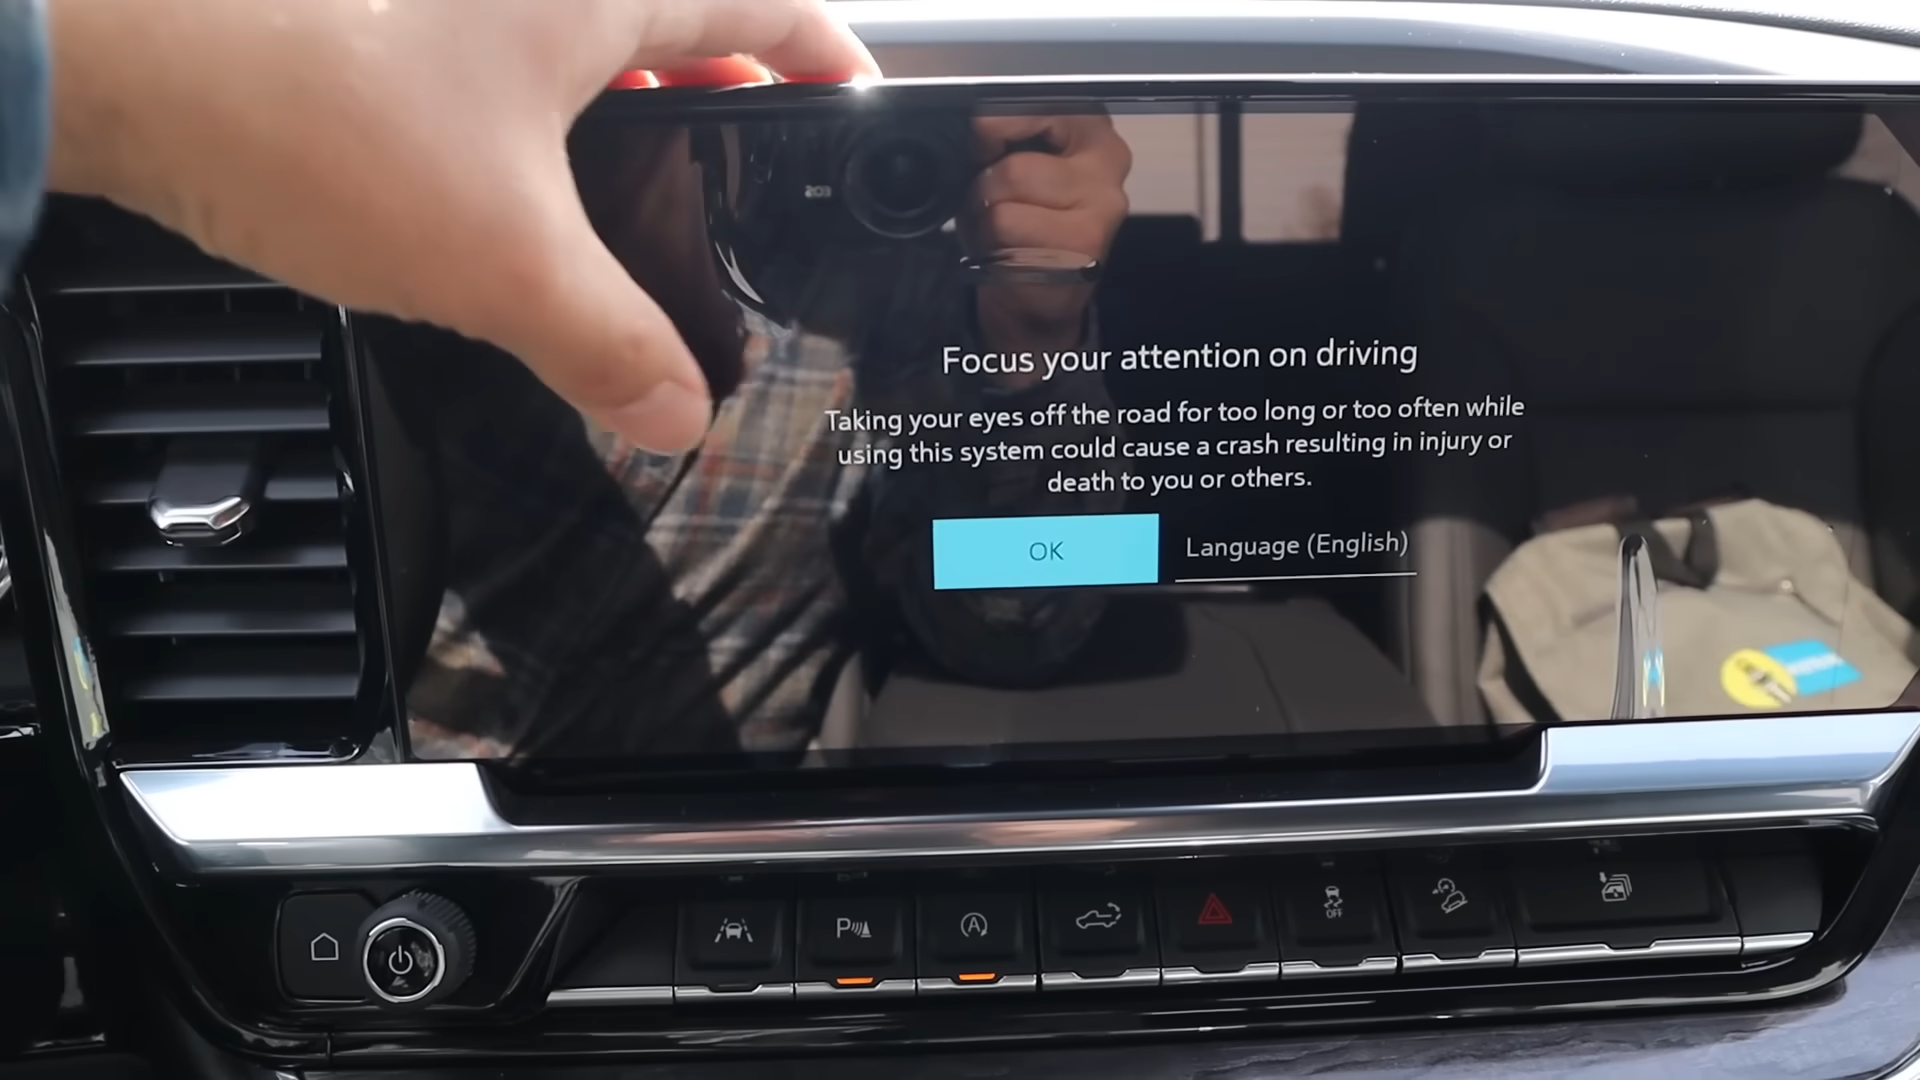 Focus your attention on driving
Taking your eyes off the road for too long or too often while
using this system could cause a crash resulting in injury or
death to you or others.
OK
Language (English)
P
A
OFF